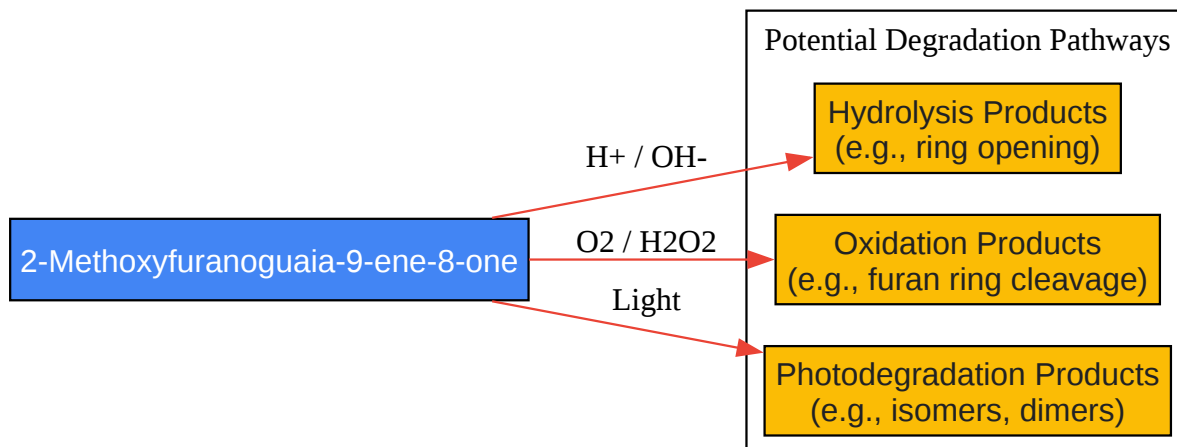 Potential Degradation Pathways
Hydrolysis Products
(e.g., ring opening)
H+ / OH-
2-Methoxyfuranoguaia-9-ene-8-one
O2 / H2O2
Oxidation Products
(e.g., furan ring cleavage)
Light
Photodegradation Products
(e.g., isomers, dimers)